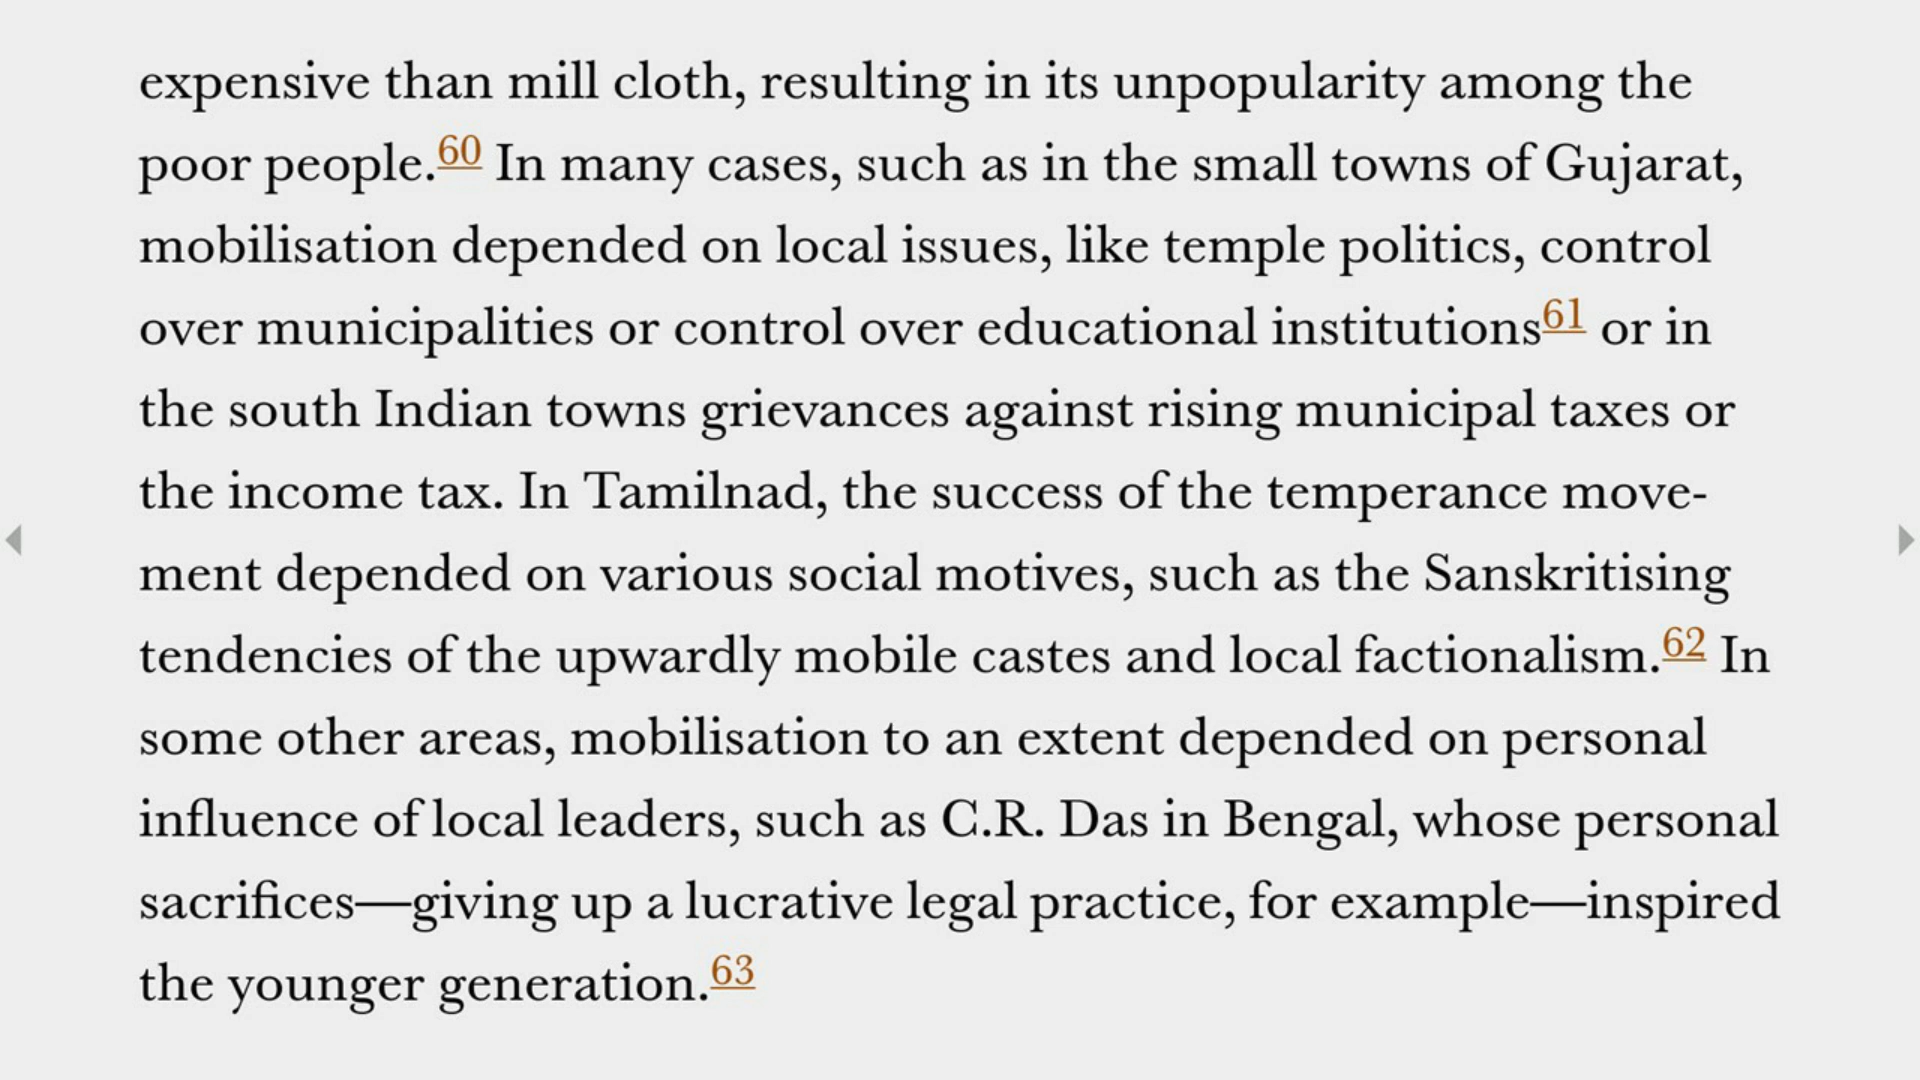 expensive than mill cloth, resulting in its unpopularity among the
poor people.60 In many cases, such as in the small towns of Gujarat,
mobilisation depended on local issues, like temple politics, control
over municipalities or control over educational institutions61 or in
the south Indian towns grievances against rising municipal taxes or
the income tax. In Tamilnad, the success of the temperance move-
ment depended on various social motives, such as the Sanskritising
tendencies of the upwardly mobile castes and local factionalism.62 In
some other areas, mobilisation to an extent depended on personal
influence of local leaders, such as C.R. Das in Bengal, whose personal
sacrifices—giving up a lucrative legal practice, for example—inspired
the younger generation.63